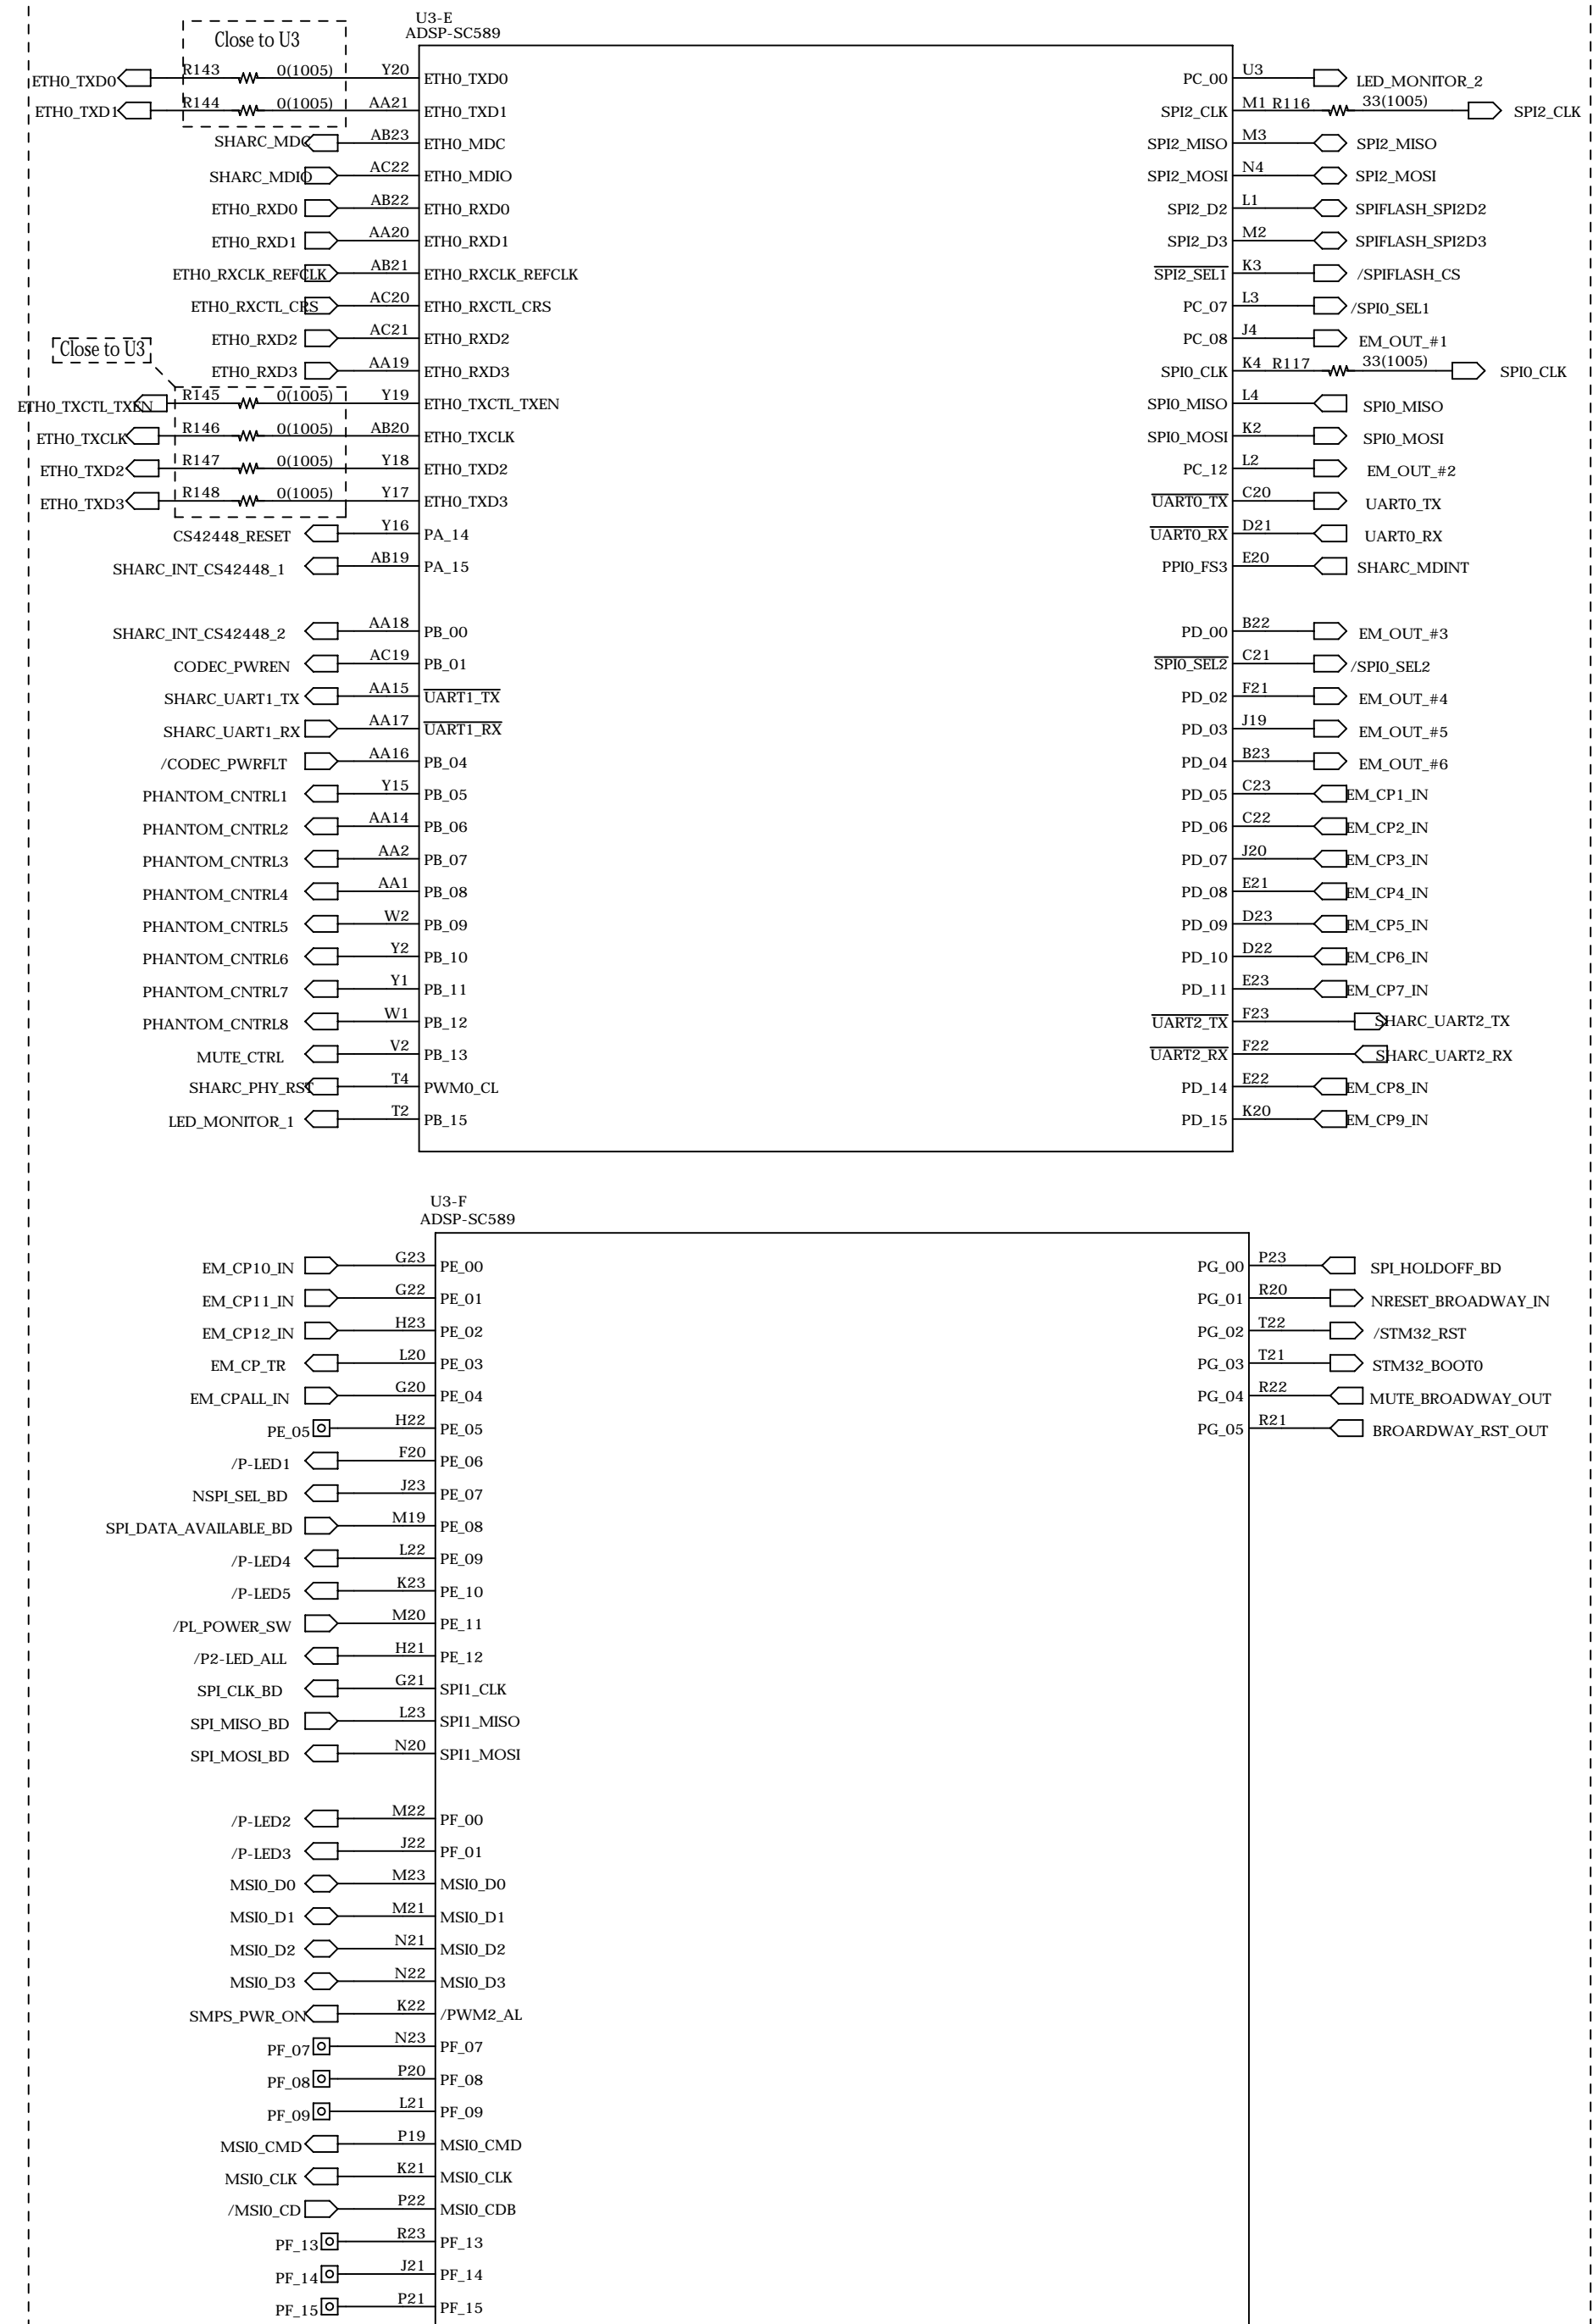 U3-E
ADSP-SC589
Close to U3
ETH0_TXD0 R143 0(1005) Y20 ETH0_TXD0
ETH0_TXD1 R144 0(1005) AA21 ETH0_TXD1
SHARC_MDC AB23 ETH0_MDC
SHARC_MDIO AC22 ETH0_MDIO
ETH0_RXD0 AB22 ETH0_RXD0
ETH0_RXD1 AA20 ETH0_RXD1
ETH0_RXCLK_REFCLK AB21 ETH0_RXCLK_REFCLK
ETH0_RXCTL_CRS AC20 ETH0_RXCTL_CRS
ETH0_RXD2 AC21 ETH0_RXD2
Close to U3
ETH0_RXD3 AA19 ETH0_RXD3
ETH0_TXCTL_TXEN R145 0(1005) Y19 ETH0_TXCTL_TXEN
ETH0_TXCLK R146 0(1005) AB20 ETH0_TXCLK
ETH0_TXD2 R147 0(1005) Y18 ETH0_TXD2
ETH0_TXD3 R148 0(1005) Y17 ETH0_TXD3
CS42448_RESET Y16 PA_14
SHARC_INT_CS42448_1 AB19 PA_15
SHARC_INT_CS42448_2 AA18 PB_00
CODEC_PWREN AC19 PB_01
SHARC_UART1_TX AA15 UART1_TX
SHARC_UART1_RX AA17 UART1_RX
/CODEC_PWRFLT AA16 PB_04
PHANTOM_CNTRL1 Y15 PB_05
PHANTOM_CNTRL2 AA14 PB_06
PHANTOM_CNTRL3 AA2 PB_07
PHANTOM_CNTRL4 AA1 PB_08
PHANTOM_CNTRL5 W2 PB_09
PHANTOM_CNTRL6 Y2 PB_10
PHANTOM_CNTRL7 Y1 PB_11
PHANTOM_CNTRL8 W1 PB_12
MUTE_CTRL V2 PB_13
SHARC_PHY_RST T4 PWM0_CL
LED_MONITOR_1 T2 PB_15
PC_00 U3 LED_MONITOR_2
SPI2_CLK M1 R116 33(1005) SPI2_CLK
SPI2_MISO M3 SPI2_MISO
SPI2_MOSI N4 SPI2_MOSI
SPI2_D2 L1 SPIFLASH_SPI2D2
SPI2_D3 M2 SPIFLASH_SPI2D3
SPI2_SEL1 K3 /SPIFLASH_CS
PC_07 L3 /SPI0_SEL1
PC_08 J4 EM_OUT_#1
SPI0_CLK K4 R117 33(1005) SPI0_CLK
SPI0_MISO L4 SPI0_MISO
SPI0_MOSI K2 SPI0_MOSI
PC_12 L2 EM_OUT_#2
UART0_TX C20 UART0_TX
UART0_RX D21 UART0_RX
PPI0_FS3 E20 SHARC_MDINT
PD_00 B22 EM_OUT_#3
SPI0_SEL2 C21 /SPI0_SEL2
PD_02 F21 EM_OUT_#4
PD_03 J19 EM_OUT_#5
PD_04 B23 EM_OUT_#6
PD_05 C23 EM_CP1_IN
PD_06 C22 EM_CP2_IN
PD_07 J20 EM_CP3_IN
PD_08 E21 EM_CP4_IN
PD_09 D23 EM_CP5_IN
PD_10 D22 EM_CP6_IN
PD_11 E23 EM_CP7_IN
UART2_TX F23 SHARC_UART2_TX
UART2_RX F22 SHARC_UART2_RX
PD_14 E22 EM_CP8_IN
PD_15 K20 EM_CP9_IN
U3-F
ADSP-SC589
EM_CP10_IN G23 PE_00
EM_CP11_IN G22 PE_01
EM_CP12_IN H23 PE_02
EM_CP_TR L20 PE_03
EM_CPALL_IN G20 PE_04
PE_05 H22 PE_05
/P-LED1 F20 PE_06
NSPI_SEL_BD J23 PE_07
SPI_DATA_AVAILABLE_BD M19 PE_08
/P-LED4 L22 PE_09
/P-LED5 K23 PE_10
/PL_POWER_SW M20 PE_11
/P2-LED_ALL H21 PE_12
SPI_CLK_BD G21 SPI1_CLK
SPI_MISO_BD L23 SPI1_MISO
SPI_MOSI_BD N20 SPI1_MOSI
/P-LED2 M22 PF_00
/P-LED3 J22 PF_01
MSI0_D0 M23 MSI0_D0
MSI0_D1 M21 MSI0_D1
MSI0_D2 N21 MSI0_D2
MSI0_D3 N22 MSI0_D3
SMPS_PWR_ON K22 /PWM2_AL
PF_07 N23 PF_07
PF_08 P20 PF_08
PF_09 L21 PF_09
MSI0_CMD P19 MSI0_CMD
MSI0_CLK K21 MSI0_CLK
/MSI0_CD P22 MSI0_CDB
PF_13 R23 PF_13
PF_14 J21 PF_14
PF_15 P21 PF_15
PG_00 P23 SPI_HOLDOFF_BD
PG_01 R20 NRESET_BROADWAY_IN
PG_02 T22 /STM32_RST
PG_03 T21 STM32_BOOT0
PG_04 R22 MUTE_BROADWAY_OUT
PG_05 R21 BROARDWAY_RST_OUT